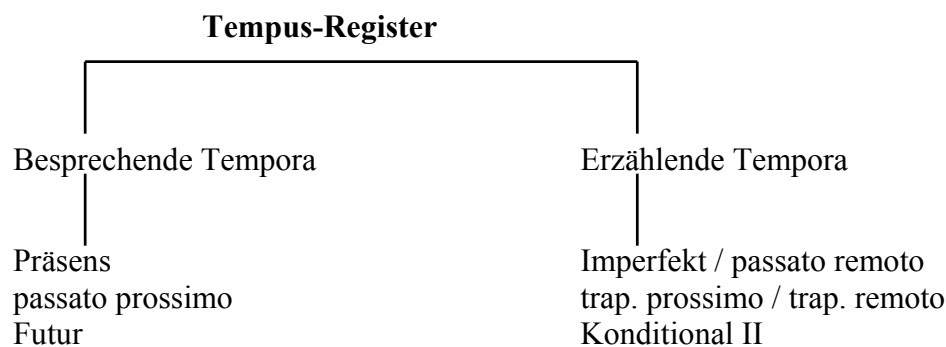 Tempus-Register
Besprechende Tempora
Erzählende Tempora
Präsens
passato prossimo
Futur
Imperfekt / passato remoto
trap. prossimo / trap. remoto
Konditional II